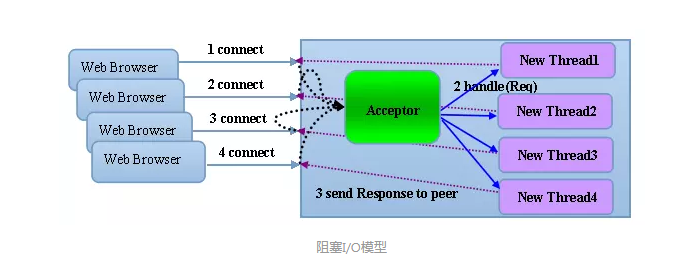 1 connect
Web Browser
2 connect
Web Browser
3 connect
Web Browser
4 connect
Web Browser
Acceptor
2 handle(Req)
New Thread1
New Thread2
New Thread3
New Thread4
3 send Response to peer
阻塞I/O模型